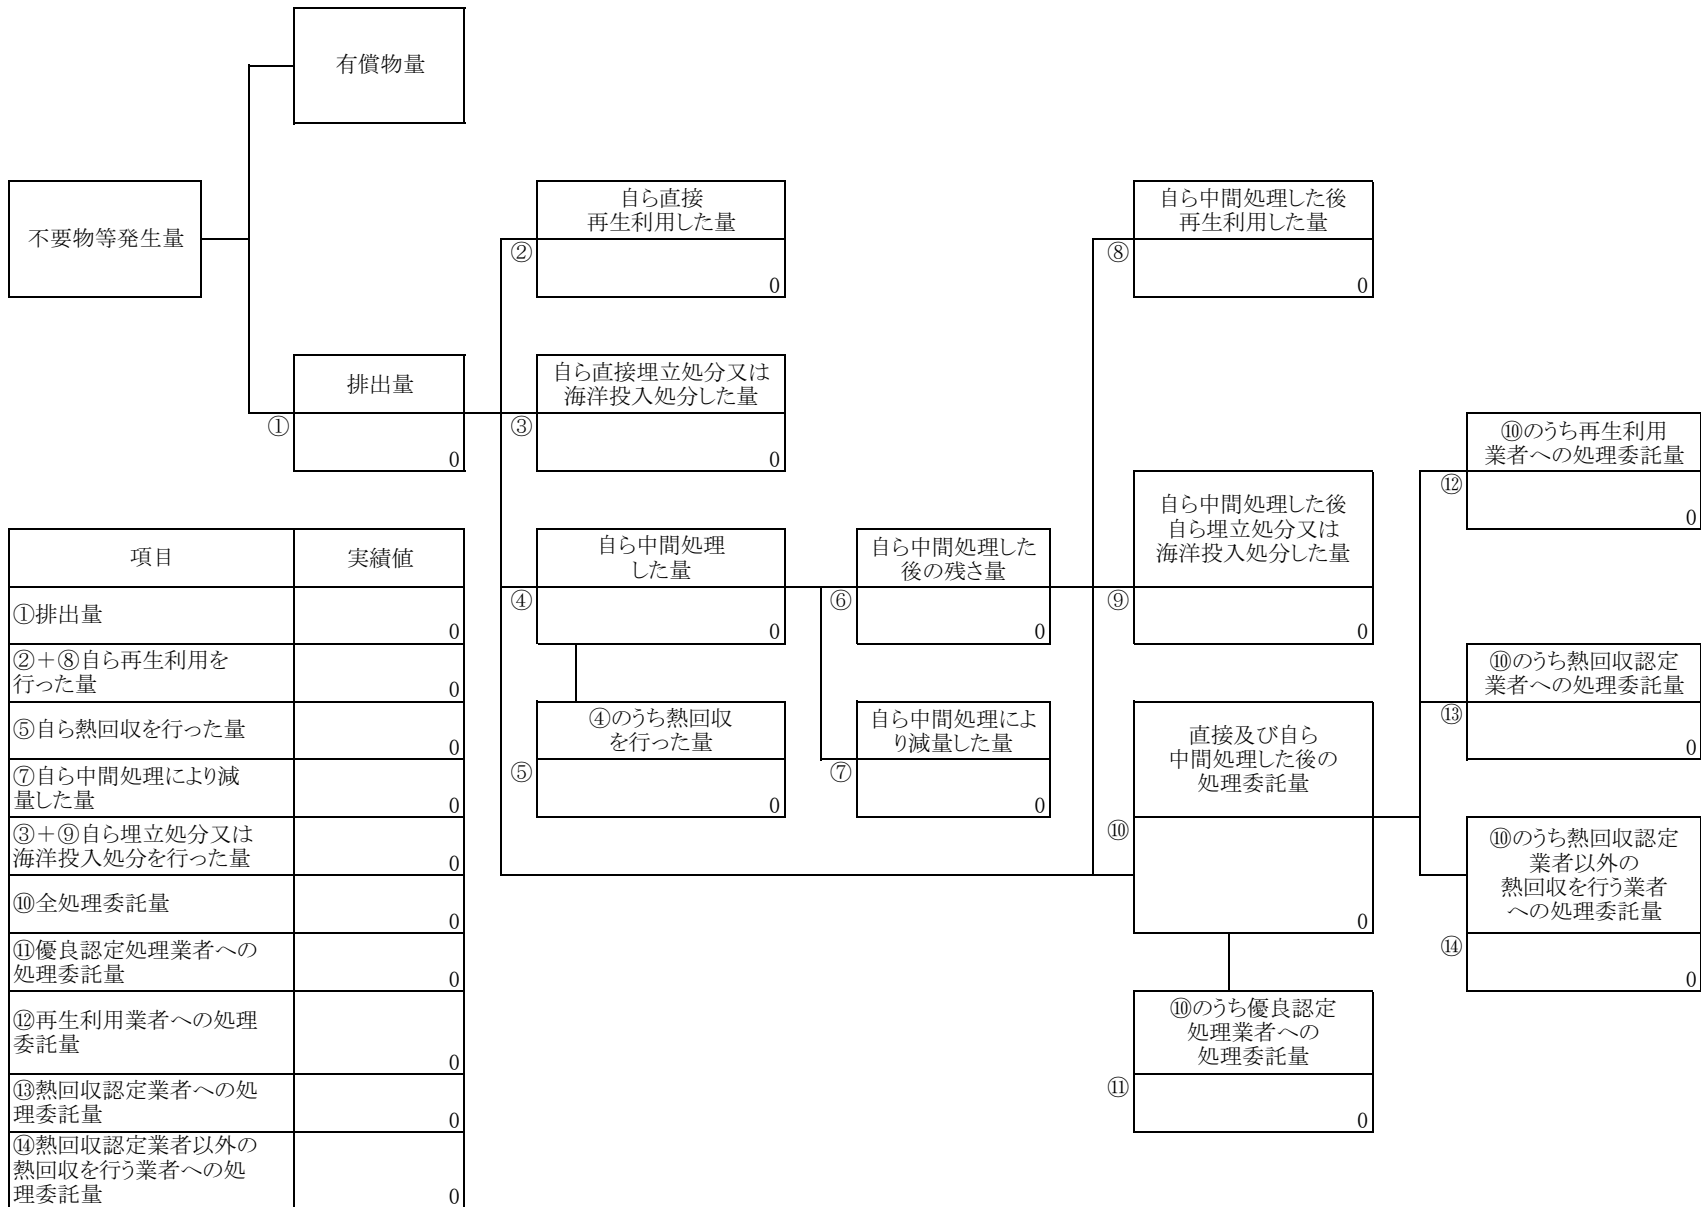 有償物量
不要物等発生量
自ら直接
再生利用した量
②
0
自ら中間処理した後
再生利用した量
⑧
0
排出量
①
0
自ら直接埋立処分又は
海洋投入処分した量
③
0
⑩のうち再生利用
業者への処理委託量
⑫
0
自ら中間処理
した量
④
0
自ら中間処理した
後の残さ量
⑥
0
自ら中間処理した後
自ら埋立処分又は
海洋投入処分した量
⑨
0
⑩のうち熱回収認定
業者への処理委託量
⑬
0
④のうち熱回収
を行った量
⑤
0
自ら中間処理によ
り減量した量
⑦
0
直接及び自ら
中間処理した後の
処理委託量
⑩
0
⑩のうち熱回収認定
業者以外の
熱回収を行う業者
への処理委託量
⑭
0
⑩のうち優良認定
処理業者への
処理委託量
⑪
0
項目 実績値
①排出量
0
②＋⑧自ら再生利用を
行った量
0
⑤自ら熱回収を行った量
0
⑦自ら中間処理により減
量した量
0
③＋⑨自ら埋立処分又は
海洋投入処分を行った量
0
⑩全処理委託量
0
⑪優良認定処理業者への
処理委託量
0
⑫再生利用業者への処理
委託量
0
⑬熱回収認定業者への処
理委託量
0
⑭熱回収認定業者以外の
熱回収を行う業者への処
理委託量
0